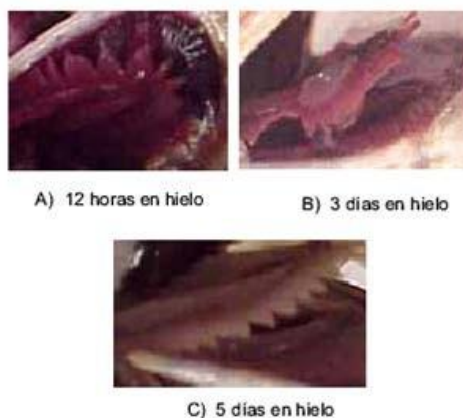 A) 12 horas en hielo
B) 3 días en hielo
C) 5 días en hielo